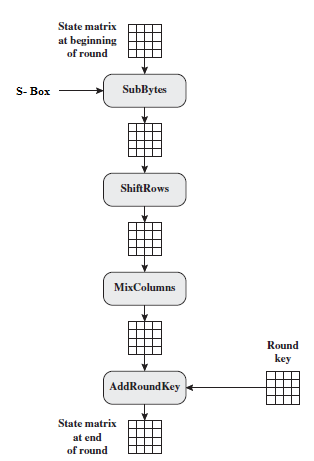 State matrix
at beginning
of round
S- Box
SubBytes
ShiftRows
MixColumns
Round
key
AddRoundKey
State matrix
at end
of round